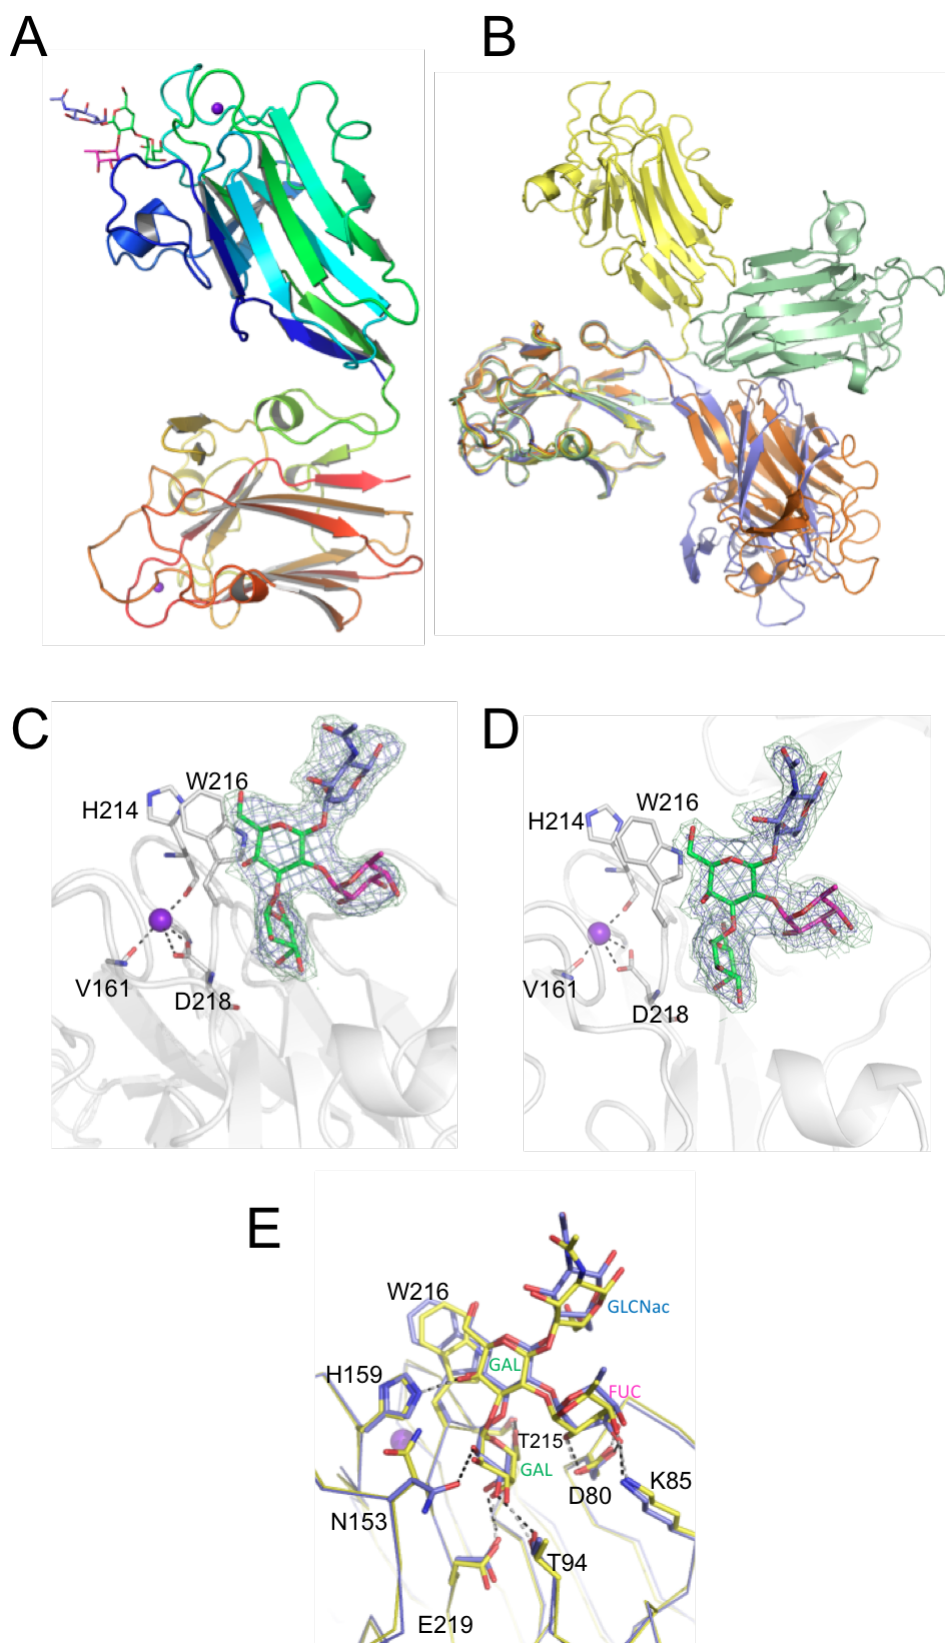 A
B
C
W216
H214
V161
D218
D
W216
H214
V161
D218
E
W216
GLCNac
H159
GAL
FUC
T215
GAL
D80
K85
N153
T94
E219